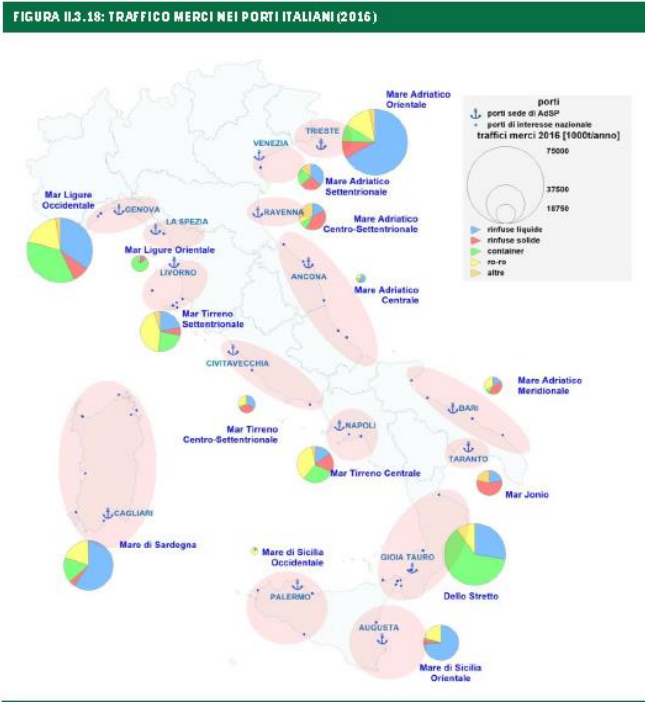 FIGURA II.3.18: TRAFFICO MERCI NEI PORTI ITALIANI (2016)
Mare Adriatico
Orientale
TRIESTE
VENEZIA
Mare Adriatico
Settentrionale
porti
porti sede di AdSP
porti di interesse nazionale
traffici merci 2016 [1000t/anno]
75000
37500
18750
rinfuse liquide
rinfuse solide
container
ro-ro
altre
Mar Ligure
Occidentale
GENOVA
LA SPEZIA
RAVENNA
Mare Adriatico
Centro-Settentrionale
Mar Ligure Orientale
LIVORNO
ANCONA
Mare Adriatico
Centrale
Mar Tirreno
Settentrionale
CIVITAVECCHIA
Mare Adriatico
Meridionale
Mar Tirreno
Centro-Settentrionale
NAPOLI
BARI
TARANTO
Mar Tirreno Centrale
Mar Jonio
CAGLIARI
Mare di Sardegna
Mare di Sicilia
Occidentale
GIOIA TAURO
PALERMO
Dello Stretto
AUGUSTA
Mare di Sicilia
Orientale